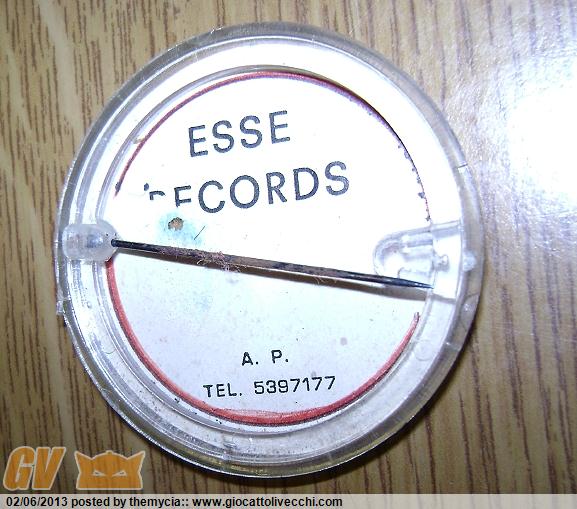 ESSE
RECORDS
A. P.
TEL. 5397177
GV
02/06/2013 posted by themycia:: www.giocattolivecchi.com